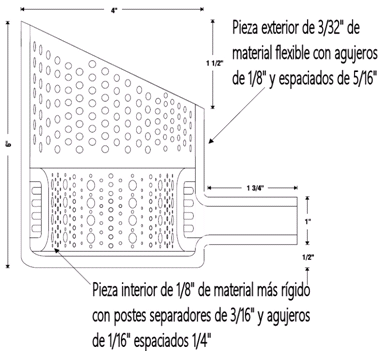 4"
Pieza exterior de 3/32" de
material flexible con agujeros
de 1/8" y espaciados de 5/16"
1 1/2"
5"
1 3/4"
1"
1/2"
Pieza interior de 1/8" de material más rígido
con postes separadores de 3/16" y agujeros
de 1/16" espaciados 1/4"